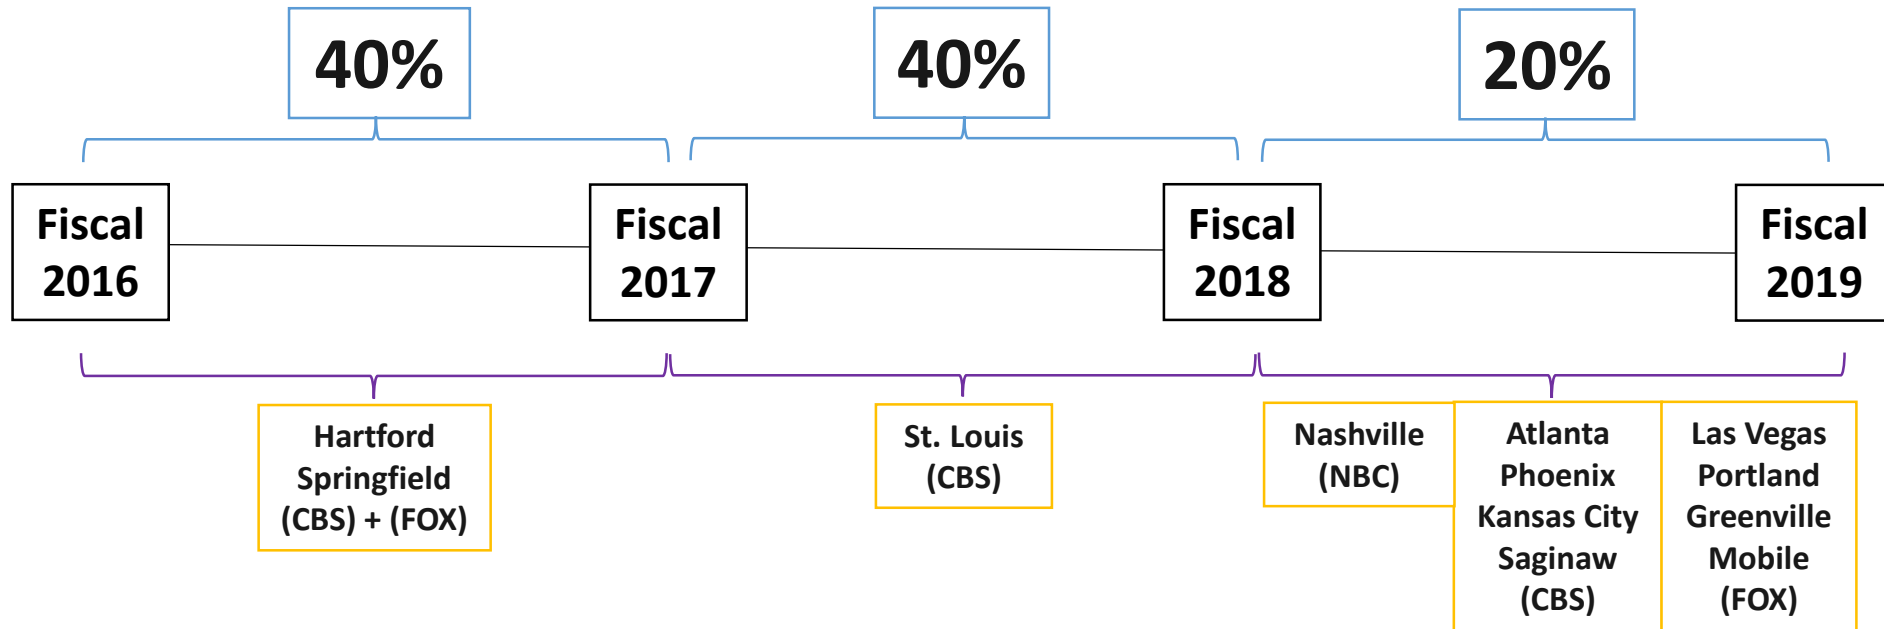 40%
40%
20%
Fiscal
2016
Fiscal
2017
Fiscal
2018
Fiscal
2019
Hartford
Springfield
(CBS) + (FOX)
St. Louis
(CBS)
Nashville
(NBC)
Atlanta
Phoenix
Kansas City
Saginaw
(CBS)
Las Vegas
Portland
Greenville
Mobile
(FOX)